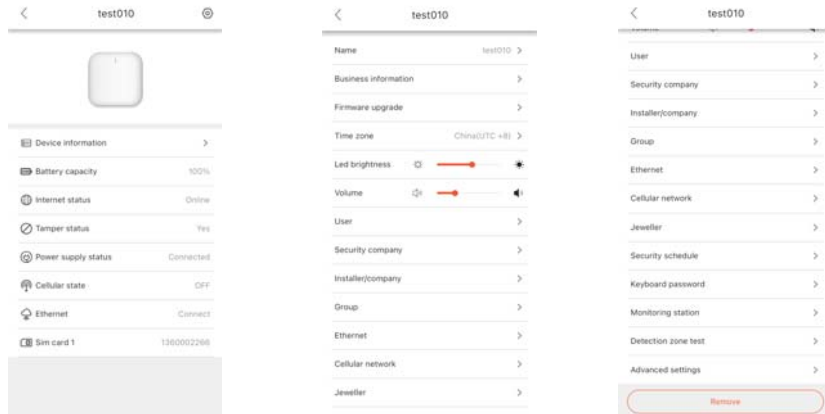 test010
Device information
Battery capacity 100%
Internet status Online
Tamper status Yes
Power supply status Connected
Cellular state OFF
Ethernet Connect
Sim card 1 1360002266
test010
Name test010
Business information
Firmware upgrade
Time zone China(UTC +8)
Led brightness
Volume
User
Security company
Installer/company
Group
Ethernet
Cellular network
Jeweller
test010
User
Security company
Installer/company
Group
Ethernet
Cellular network
Jeweller
Security schedule
Keyboard password
Monitoring station
Detection zone test
Advanced settings
Remove